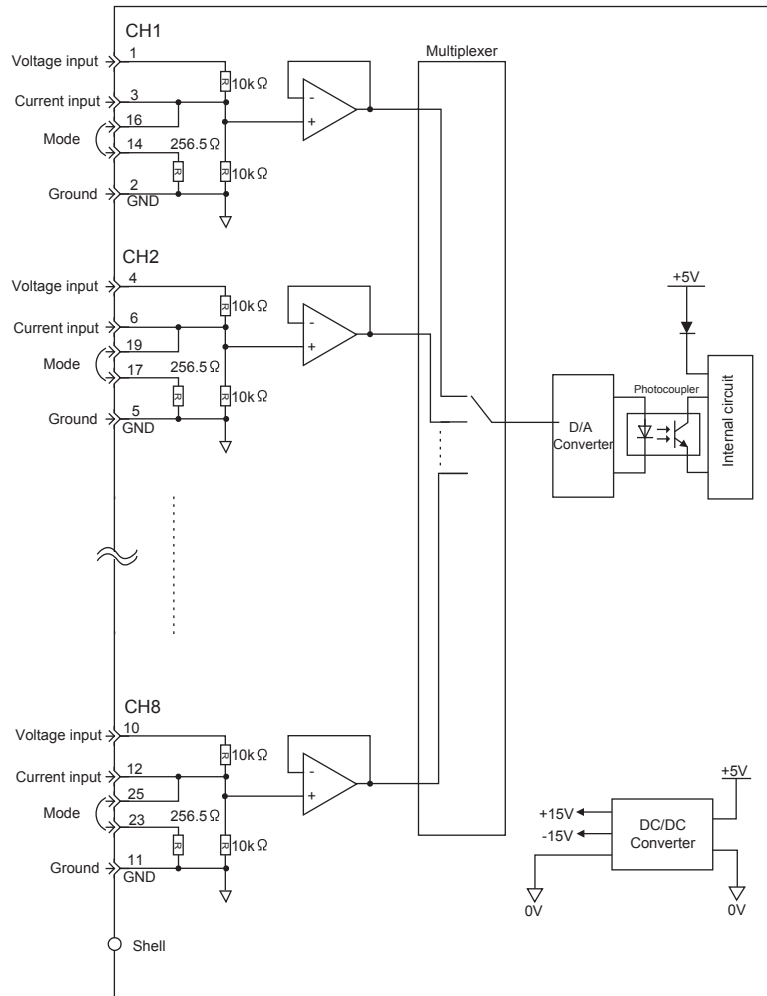 CH1
Voltage input 1
10kΩ
Current input 3
16
Mode
14 256.5Ω
R
R
R
10kΩ
Ground 2
GND
-
+
Multiplexer
CH2
Voltage input 4
R
10kΩ
Current input 6
19
Mode
17 256.5Ω
R
R
10kΩ
Ground 5
GND
-
+
+5V
D/A
Converter
Photocoupler
Internal circuit
CH8
Voltage input 10
R
10kΩ
Current input 12
25
Mode
23 256.5Ω
R
R
10kΩ
Ground 11
GND
-
+
+5V
+15V
-15V
DC/DC
Converter
0V
0V
Shell